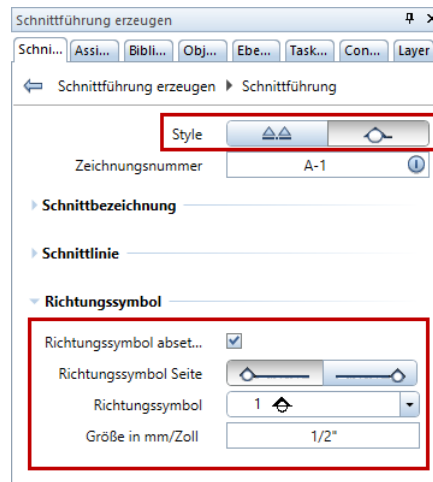 Schnittführung erzeugen
Schni... Assi... Bibli... Obj... Ebe... Task... Con... Layer
Schnittführung erzeugen Schnittführung
Style
Zeichnungsnummer A-1
Schnittbezeichnung
Schnittlinie
Richtungssymbol
Richtungssymbol abset...
Richtungssymbol Seite
Richtungssymbol 1
Größe in mm/Zoll 1/2"